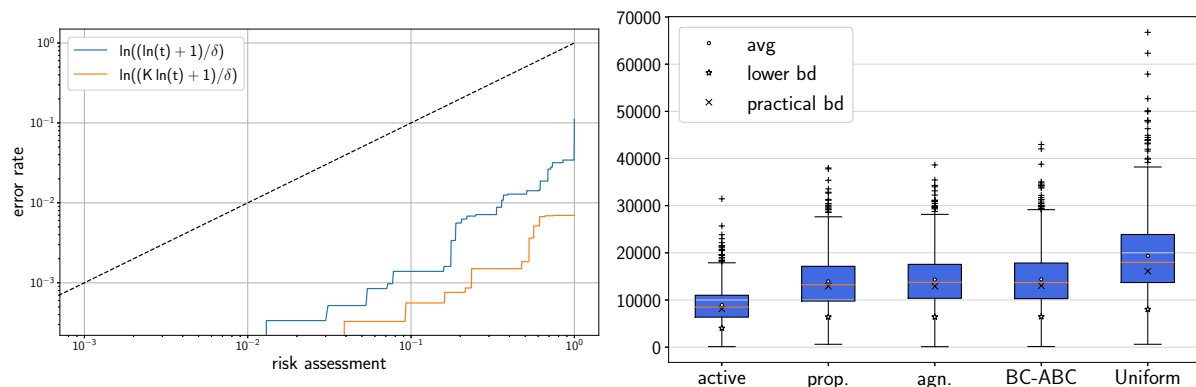 10⁰
10⁻¹
10⁻²
10⁻³
error rate
ln((ln(t) + 1)/δ)
ln((K ln(t) + 1)/δ)
10⁻³ 10⁻² 10⁻¹ 10⁰
risk assessment
70000
60000
50000
40000
30000
20000
10000
0
avg
lower bd
practical bd
active prop. agn. BC-ABC Uniform